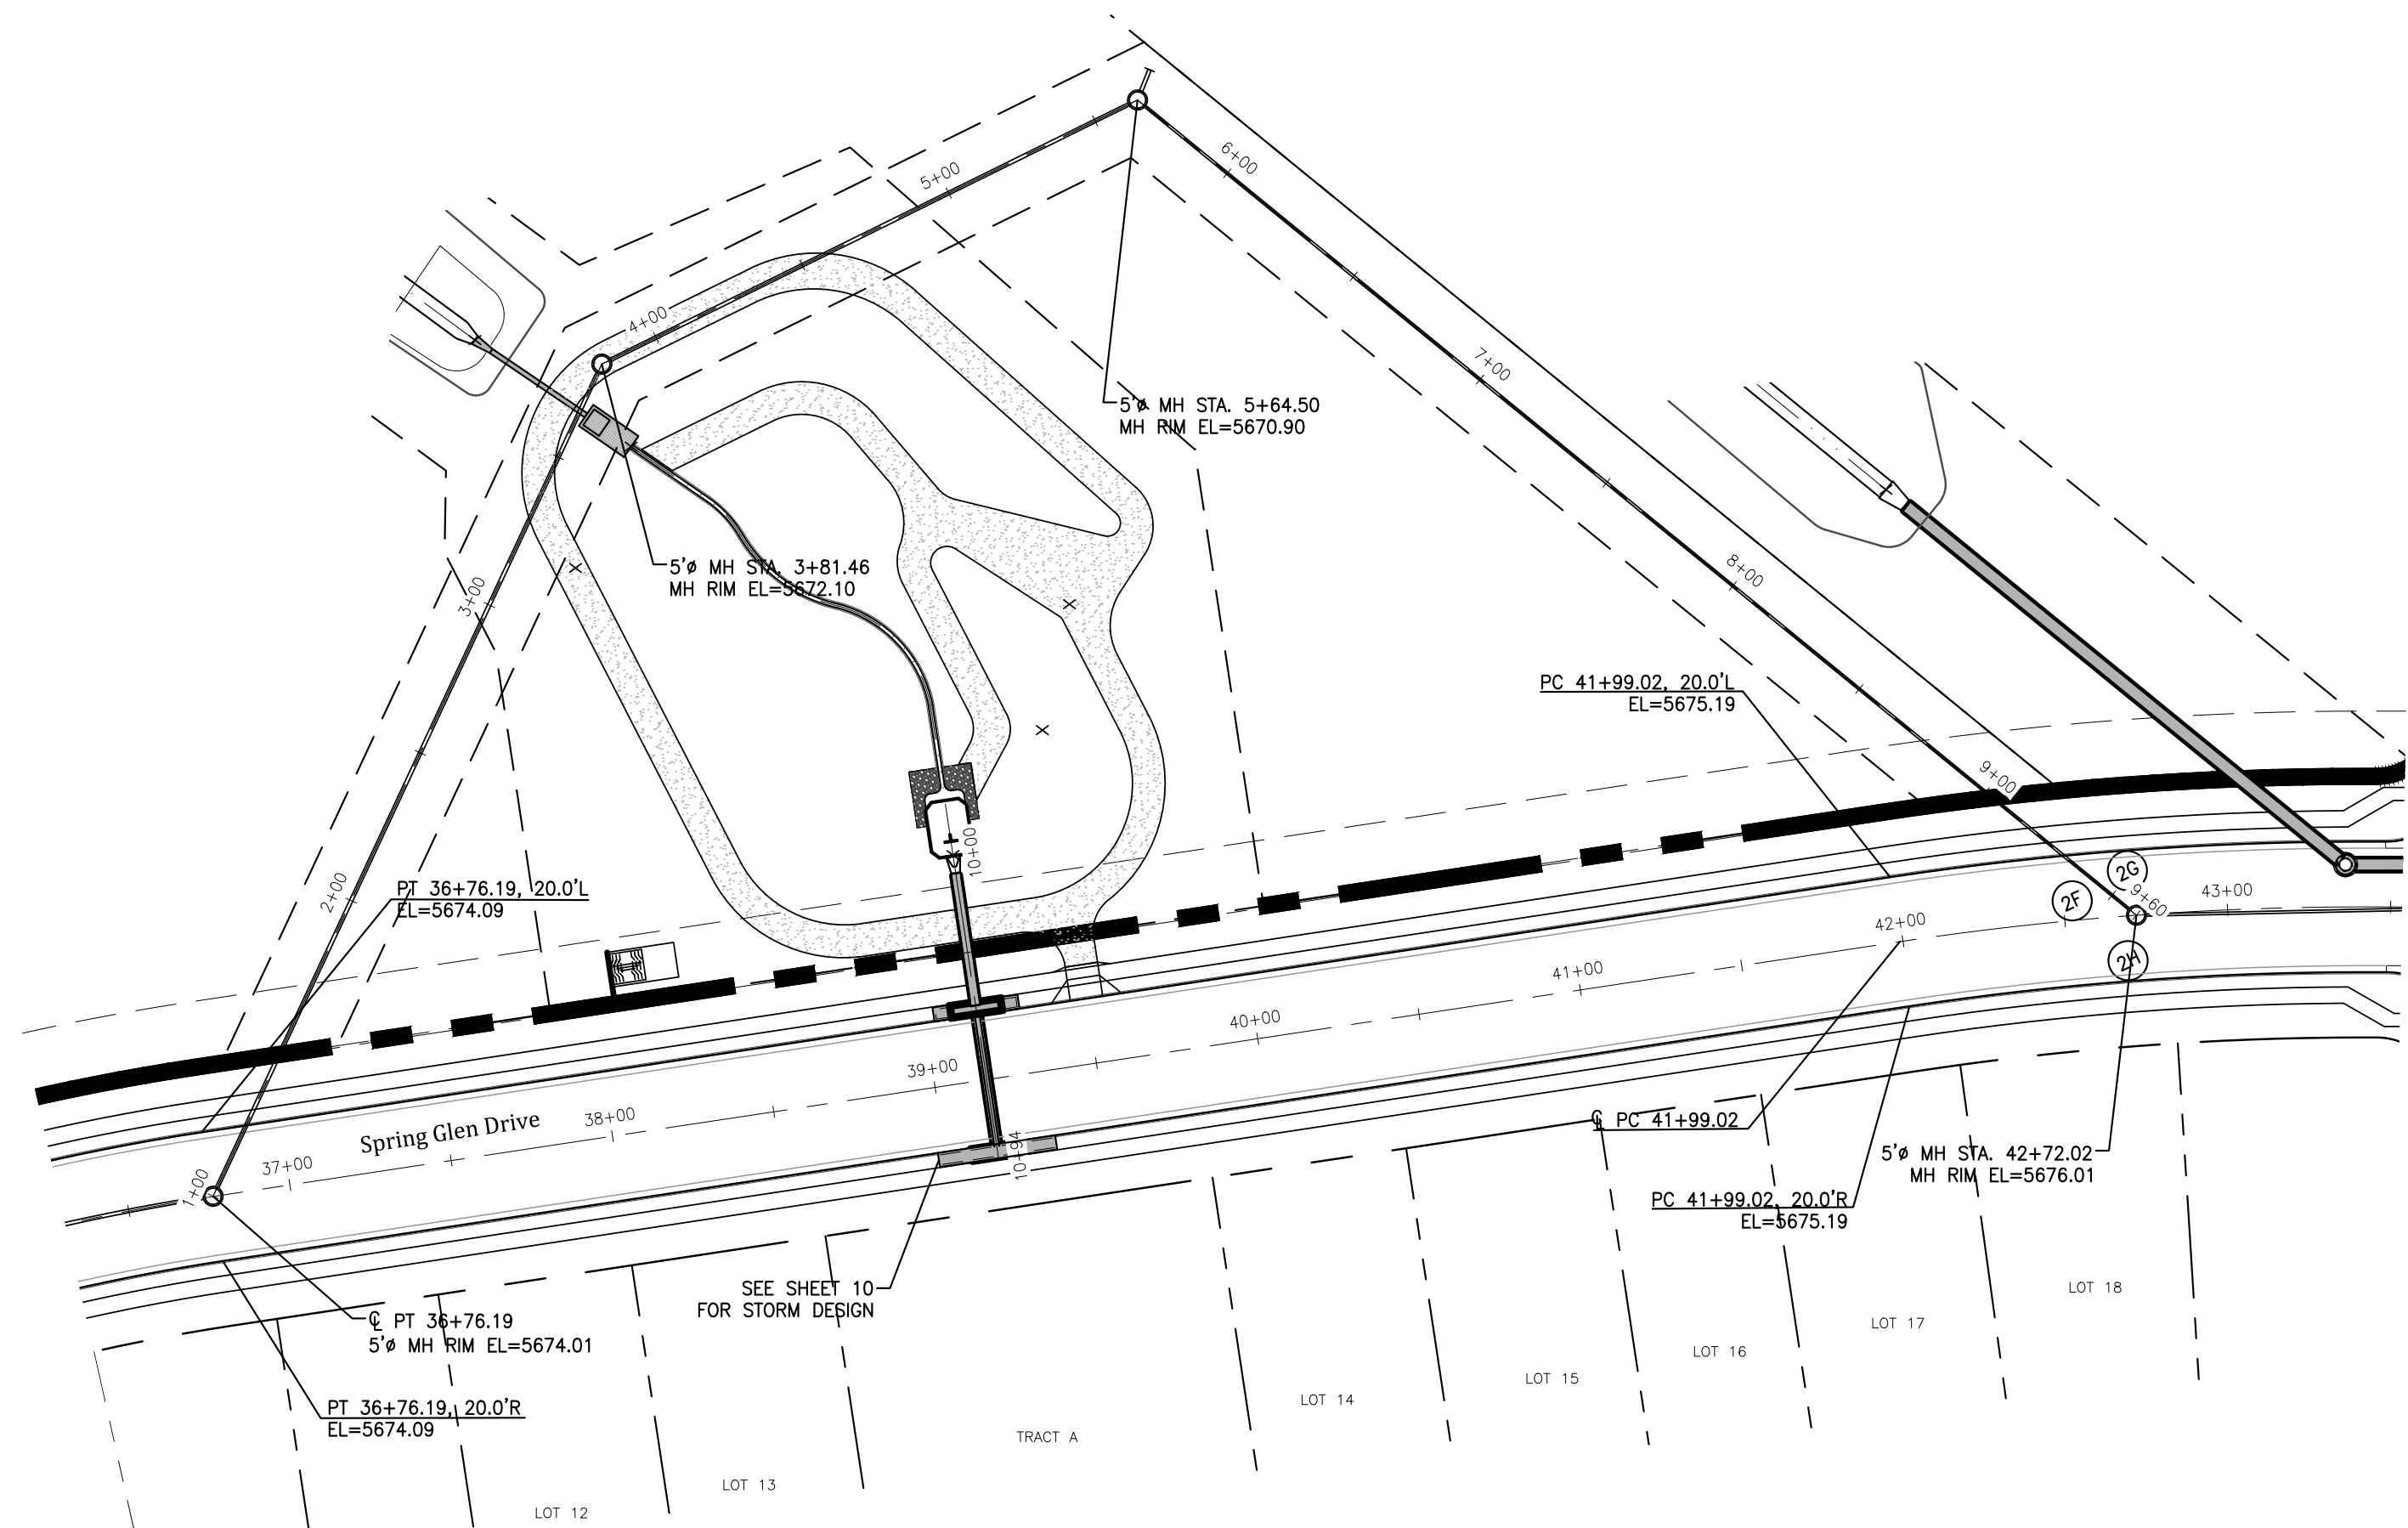 6+00
5+00
4+00
7+00
5'ø MH STA. 5+64.50
MH RIM EL=5670.90
8+00
5'ø MH STA. 3+81.46
MH RIM EL=5672.10
3+00
PC 41+99.02, 20.0'L
EL=5675.19
9+00
10+00
2+00
PT 36+76.19, 20.0'L
EL=5674.09
2G
2F
9+60
43+00
42+00
2H
41+00
40+00
39+00
38+00
Spring Glen Drive
37+00
1+00
10+94
℄ PC 41+99.02
5'ø MH STA. 42+72.02
MH RIM EL=5676.01
PC 41+99.02, 20.0'R
EL=5675.19
SEE SHEET 10
FOR STORM DESIGN
℄ PT 36+76.19
5'ø MH RIM EL=5674.01
PT 36+76.19, 20.0'R
EL=5674.09
LOT 18
LOT 17
LOT 16
LOT 15
LOT 14
TRACT A
LOT 13
LOT 12